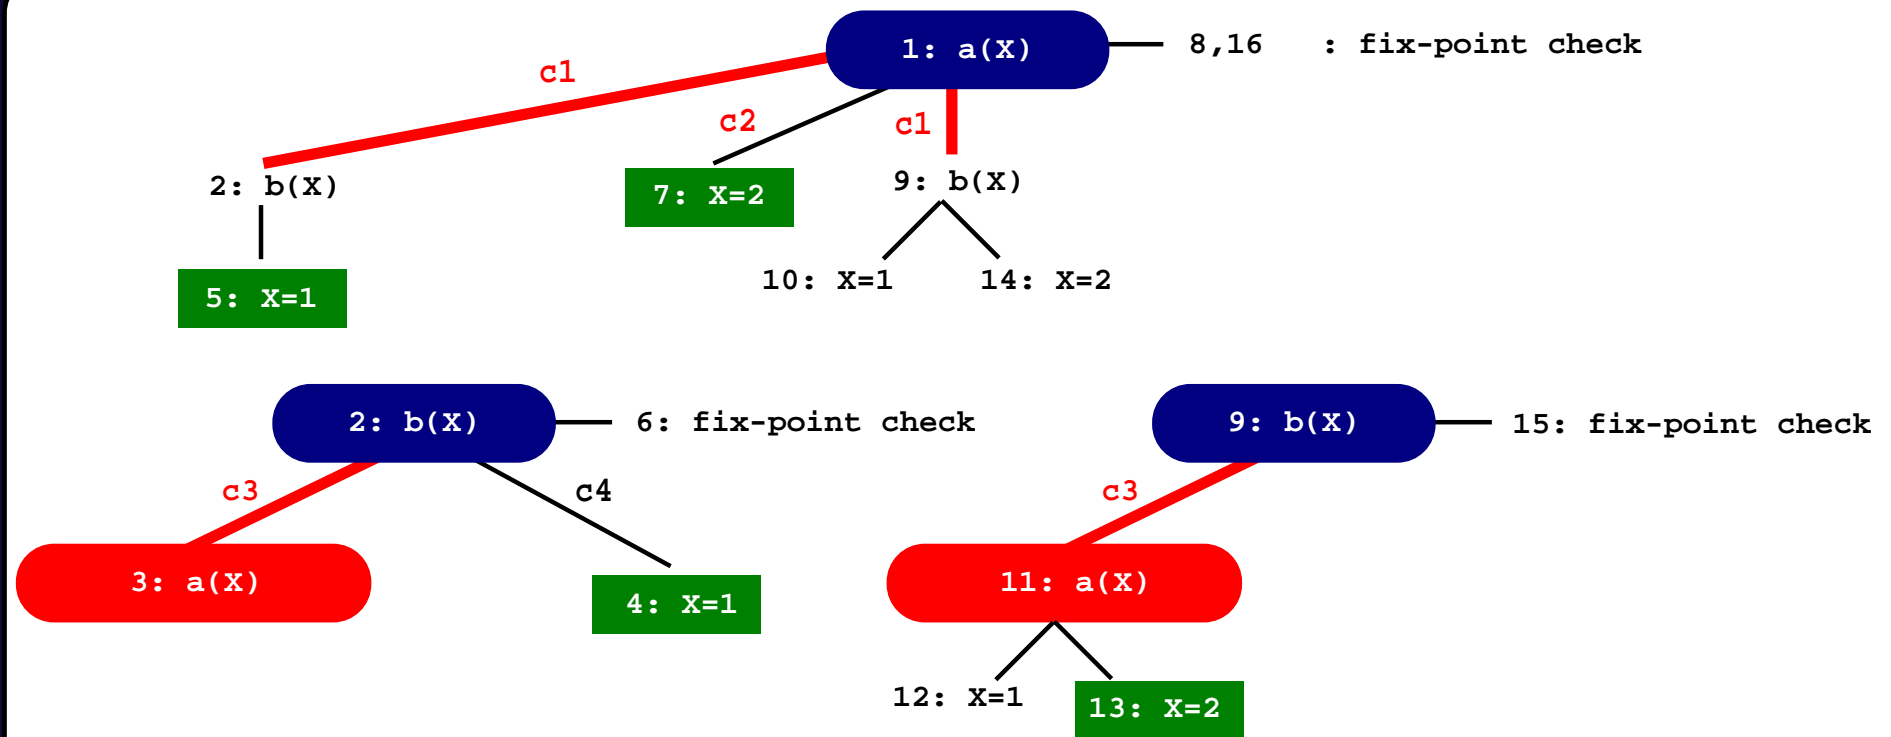 1: a(X)
8,16 : fix-point check
c1
c2
c1
2: b(X)
7: X=2
9: b(X)
5: X=1
10: X=1
14: X=2
2: b(X)
6: fix-point check
9: b(X)
15: fix-point check
c3
c4
c3
3: a(X)
4: X=1
11: a(X)
12: X=1
13: X=2